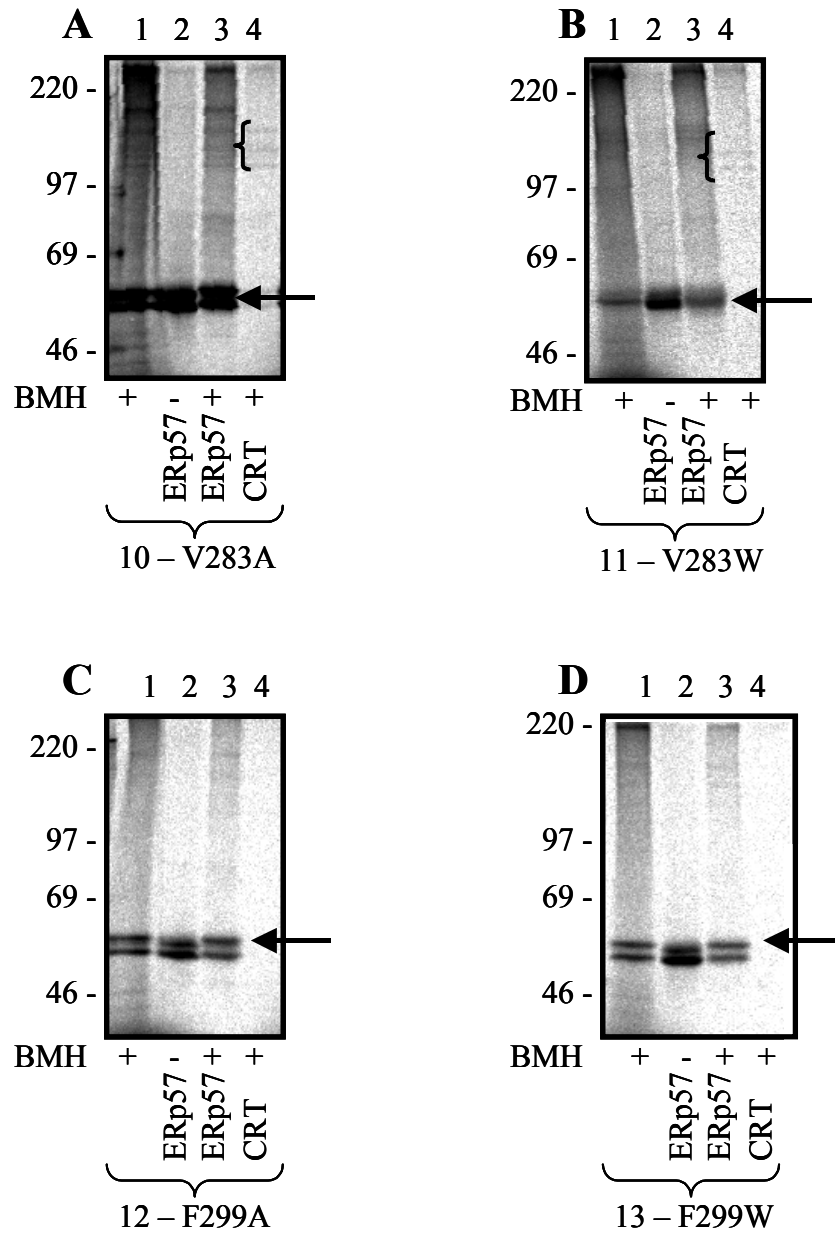 A 1 2 3 4
220 -
97 -
69 -
46 -
BMH + - + +
ERp57 ERp57 CRT
10 – V283A
B 1 2 3 4
220 -
97 -
69 -
46 -
BMH + - + +
ERp57 ERp57 CRT
11 – V283W
C 1 2 3 4
220 -
97 -
69 -
46 -
BMH + - + +
ERp57 ERp57 CRT
12 – F299A
D 1 2 3 4
220 -
97 -
69 -
46 -
BMH + - + +
ERp57 ERp57 CRT
13 – F299W